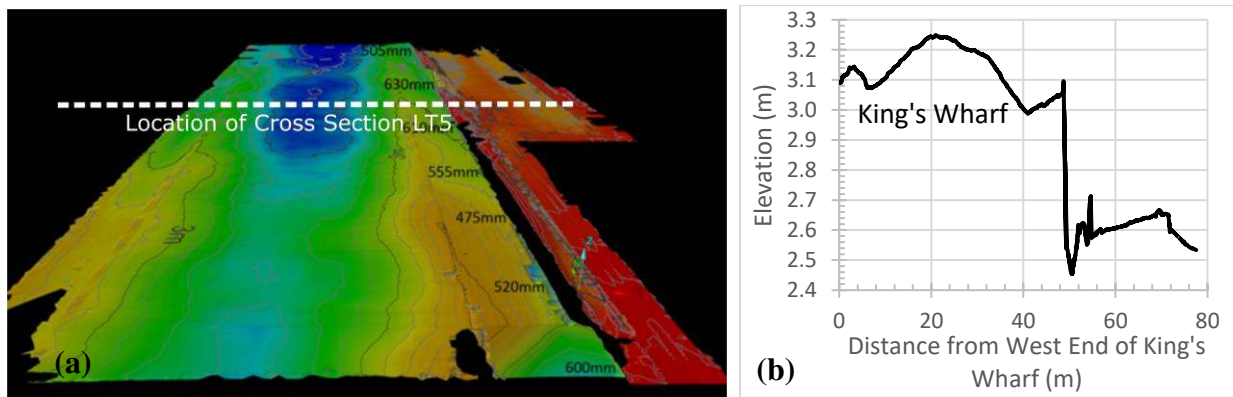 505mm
630mm
Location of Cross Section LT5
555mm
3m
475mm
520mm
600mm
(a)
3.3
3.2
3.1
3.0
2.9
2.8
2.7
2.6
2.5
2.4
Elevation (m)
King's Wharf
0
20
40
60
80
Distance from West End of King's
Wharf (m)
(b)